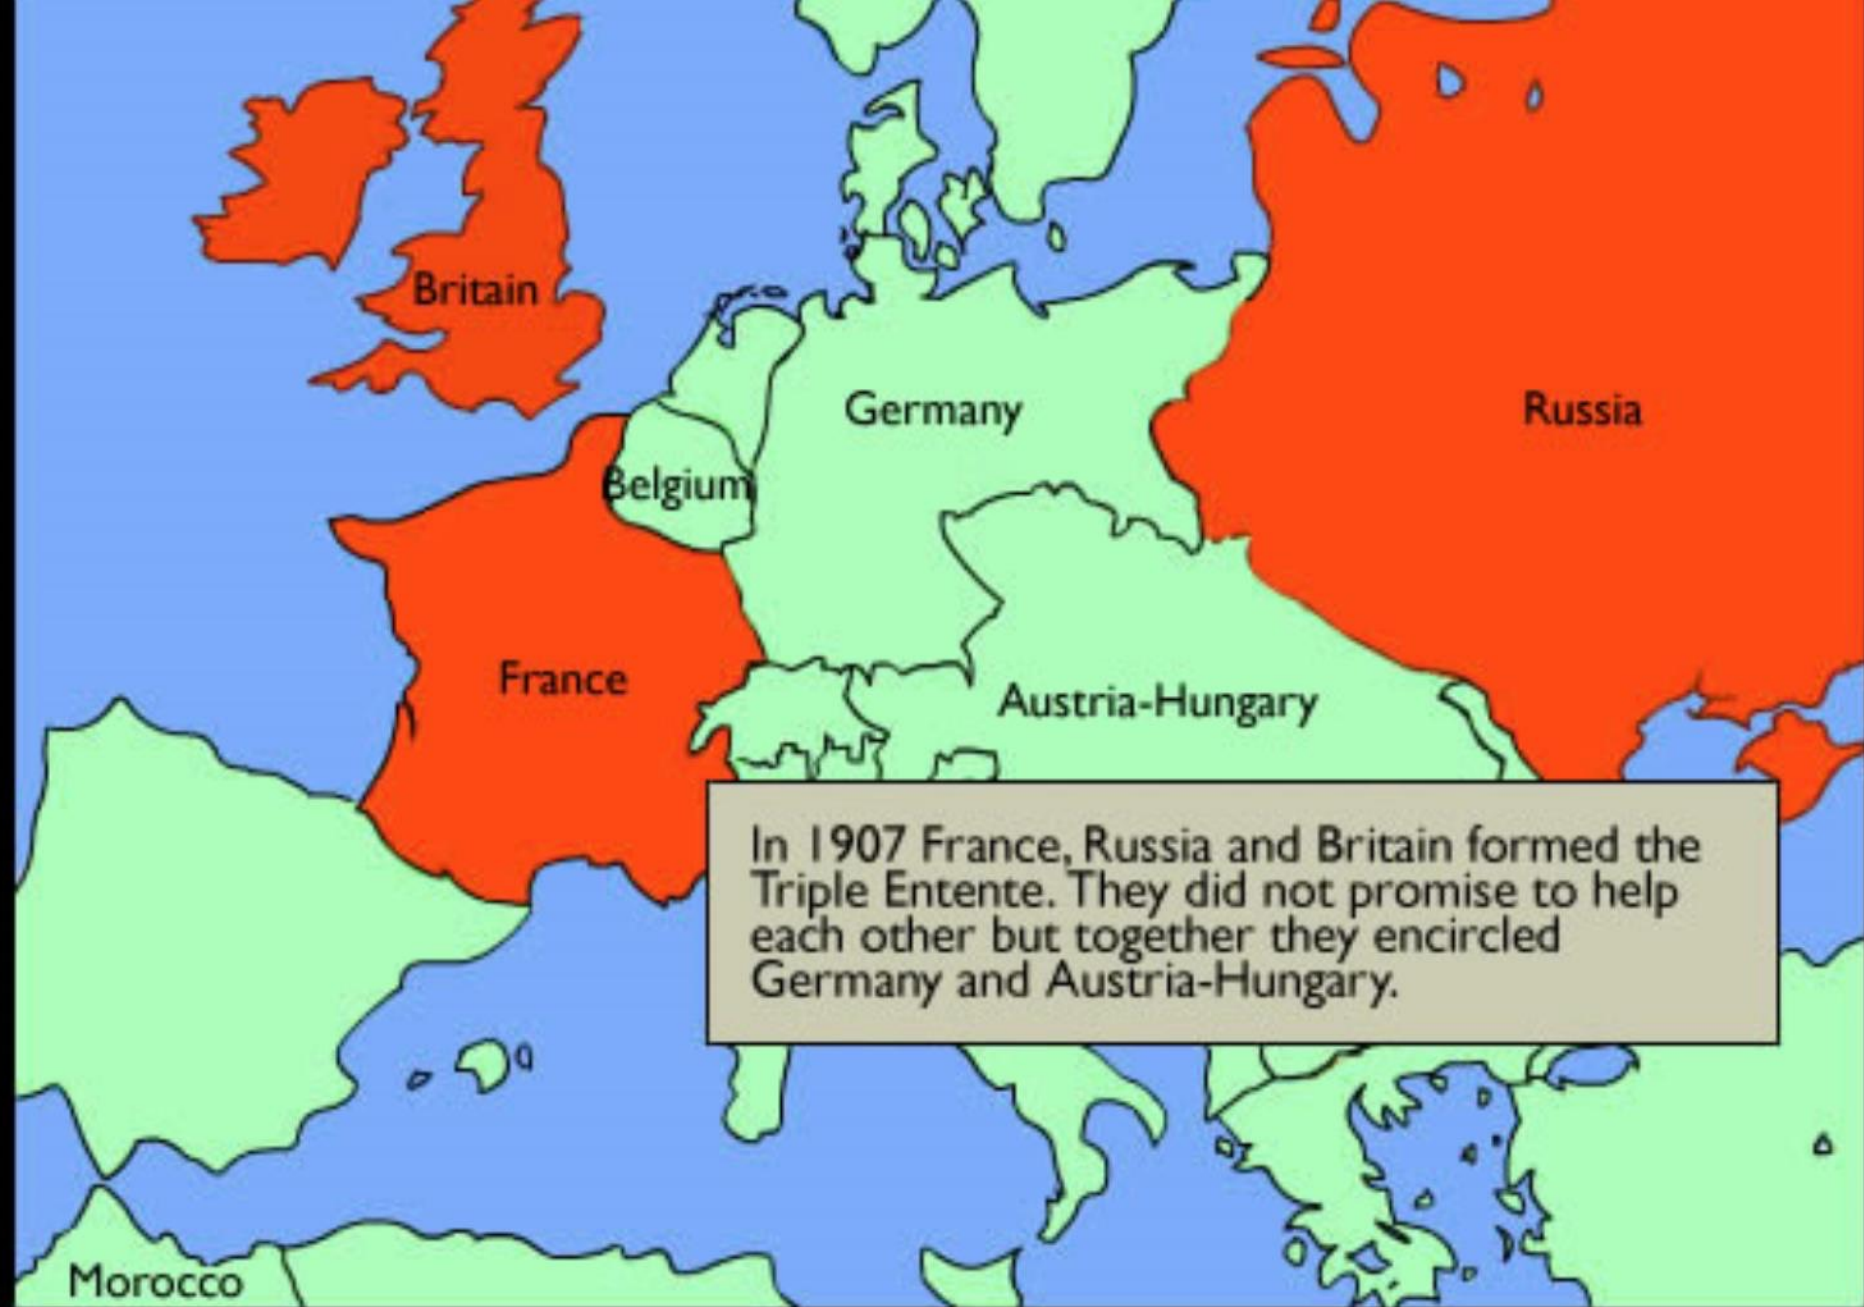 Britain
Germany
Russia
Belgium
France
Austria-Hungary
In 1907 France, Russia and Britain formed the
Triple Entente. They did not promise to help
each other but together they encircled
Germany and Austria-Hungary.
Morocco